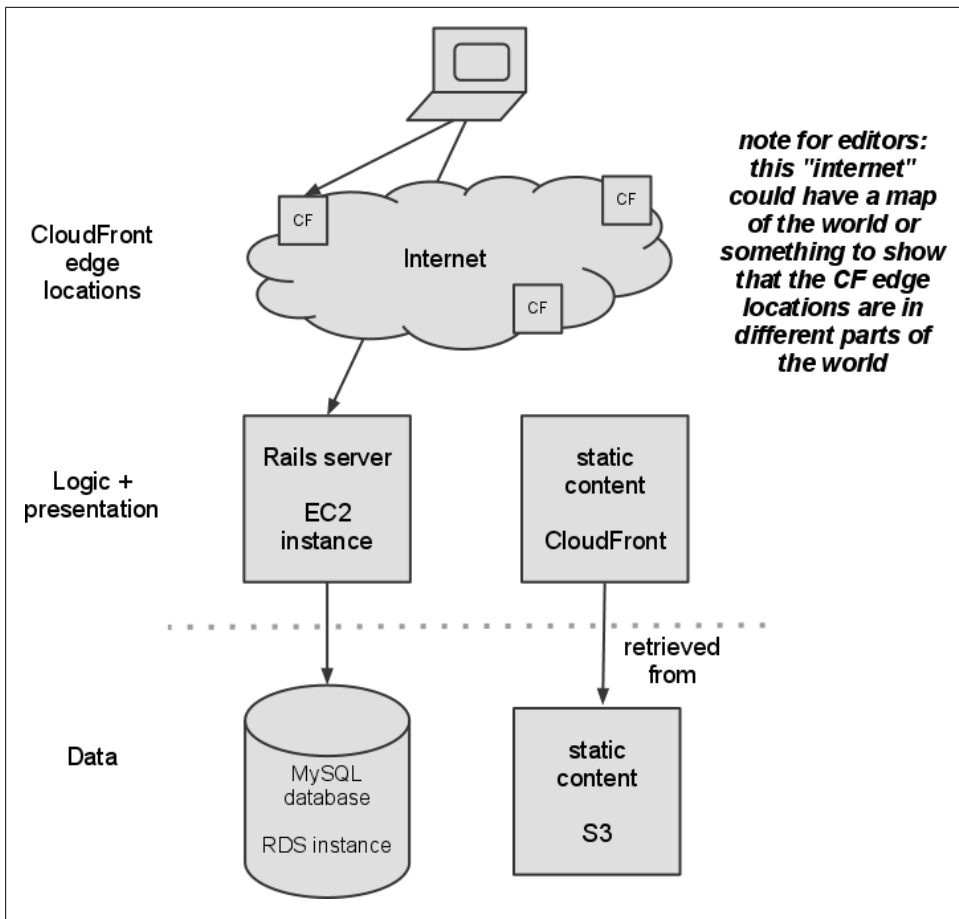 note for editors:
this "internet"
could have a map
of the world or
something to show
that the CF edge
locations are in
different parts of
the world
CloudFront
edge
locations
CF
CF
Internet
CF
Logic +
presentation
Rails server
EC2
instance
static
content
CloudFront
retrieved
from
Data
MySQL
database
RDS instance
static
content
S3